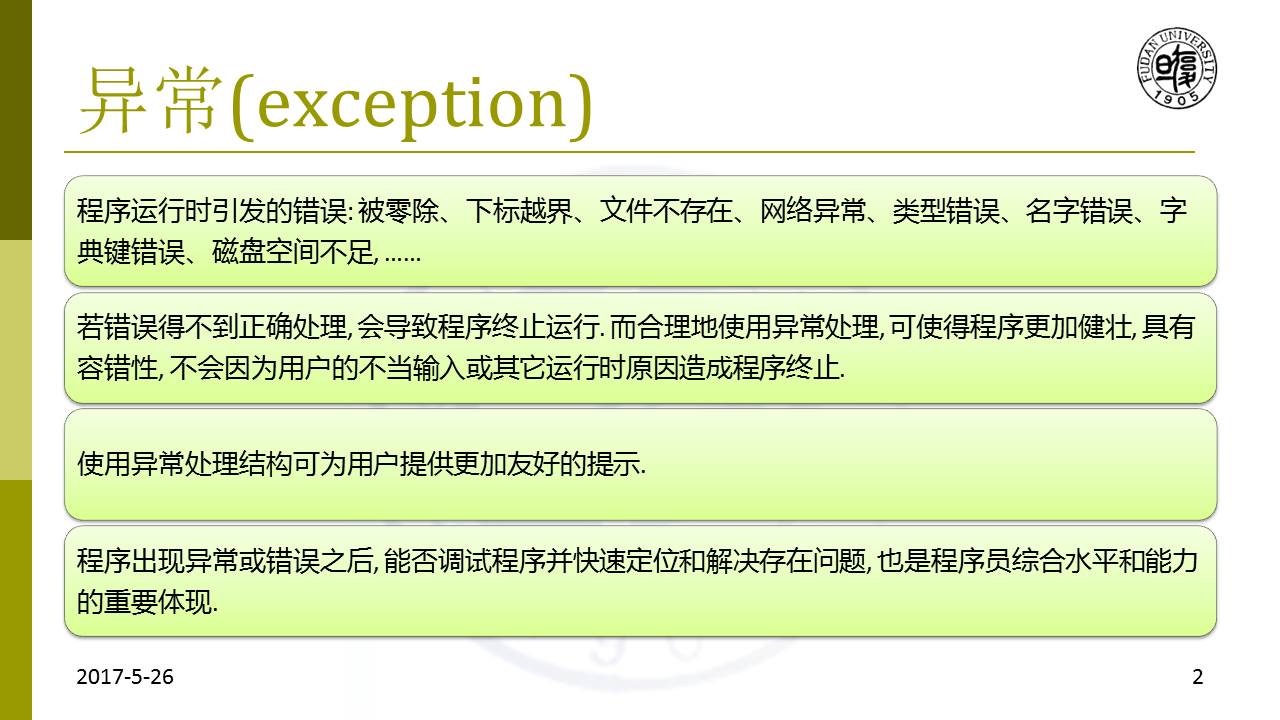 异常(exception)
FUDAN UNIVERSITY
1905
程序运行时引发的错误: 被零除、下标越界、文件不存在、网络异常、类型错误、名字错误、字
典键错误、磁盘空间不足, ……
若错误得不到正确处理, 会导致程序终止运行. 而合理地使用异常处理, 可使得程序更加健壮, 具有
容错性, 不会因为用户的不当输入或其它运行时原因造成程序终止.
使用异常处理结构可为用户提供更加友好的提示.
程序出现异常或错误之后, 能否调试程序并快速定位和解决存在问题, 也是程序员综合水平和能力
的重要体现.
2017-5-26
2